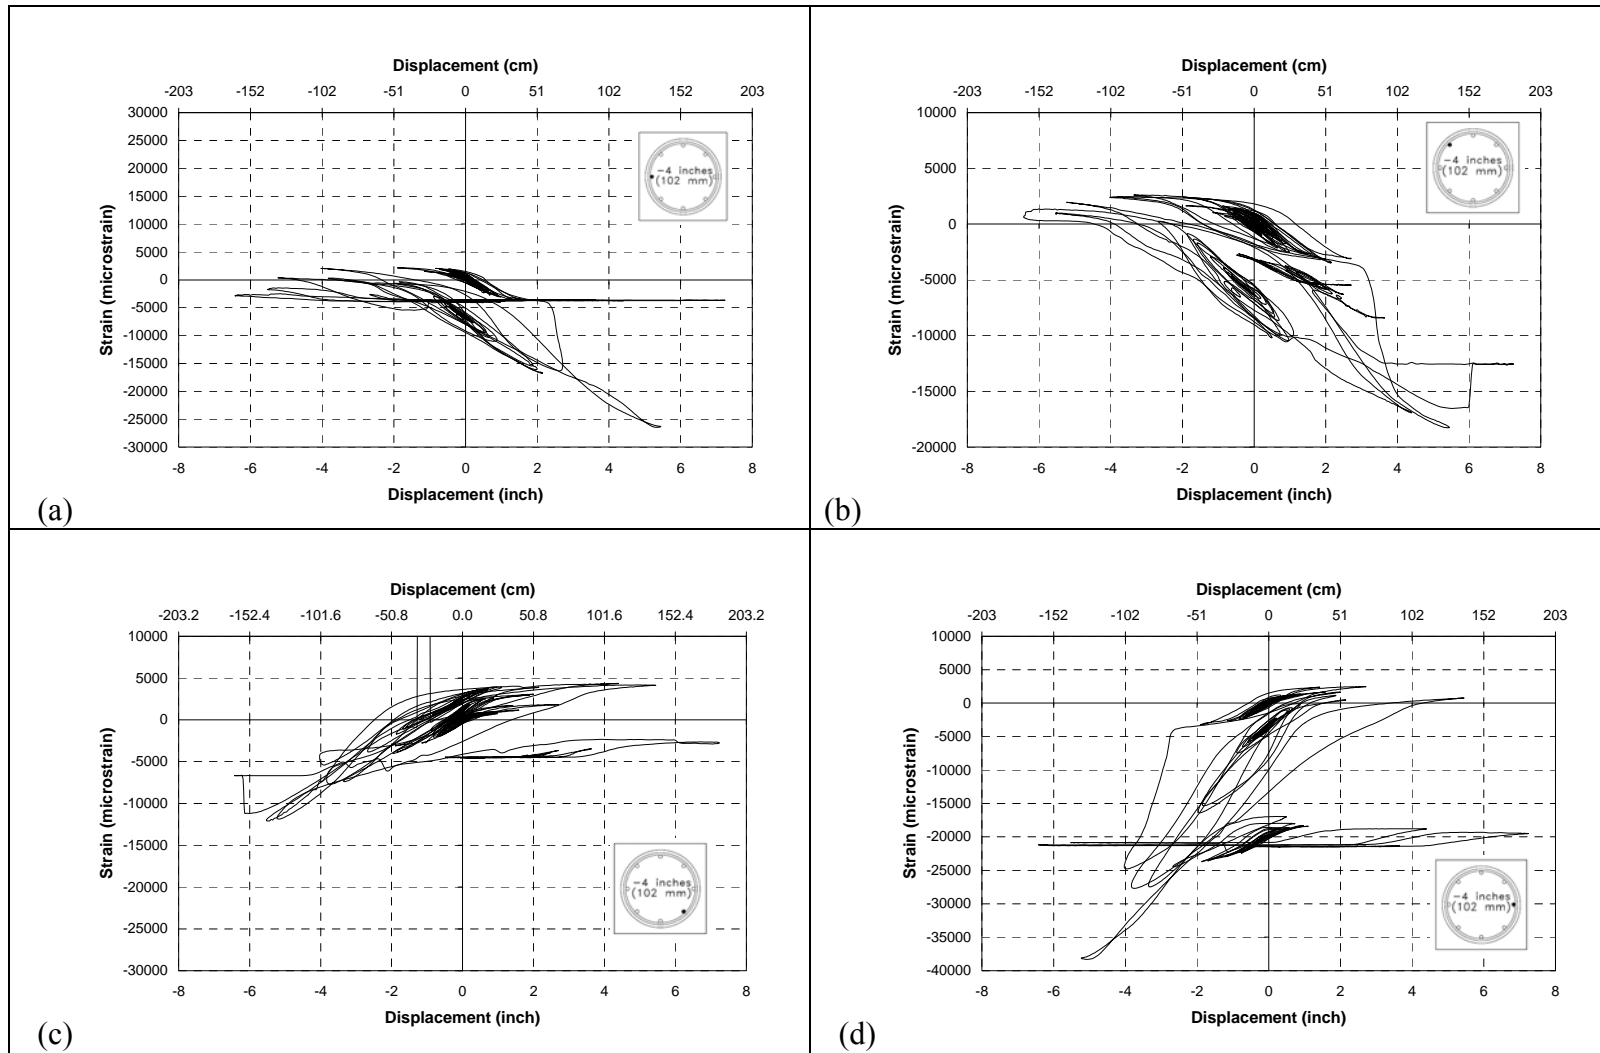 Displacement (cm)
-203 -152 -102 -51 0 51 102 152 203
30000
25000
20000
15000
10000
5000
0
-5000
-10000
-15000
-20000
-25000
-30000
Strain (microstrain)
-4 inches
(102 mm)
-8 -6 -4 -2 0 2 4 6 8
Displacement (inch)
(a)
Displacement (cm)
-203 -152 -102 -51 0 51 102 152 203
10000
5000
0
-5000
-10000
-15000
-20000
Strain (microstrain)
-4 inches
(102 mm)
-8 -6 -4 -2 0 2 4 6 8
Displacement (inch)
(b)
Displacement (cm)
-203.2 -152.4 -101.6 -50.8 0.0 50.8 101.6 152.4 203.2
10000
5000
0
-5000
-10000
-15000
-20000
-25000
-30000
Strain (microstrain)
-4 inches
(102 mm)
-8 -6 -4 -2 0 2 4 6 8
Displacement (inch)
(c)
Displacement (cm)
-203 -152 -102 -51 0 51 102 152 203
10000
5000
0
-5000
-10000
-15000
-20000
-25000
-30000
-35000
-40000
Strain (microstrain)
-4 inches
(102 mm)
-8 -6 -4 -2 0 2 4 6 8
Displacement (inch)
(d)